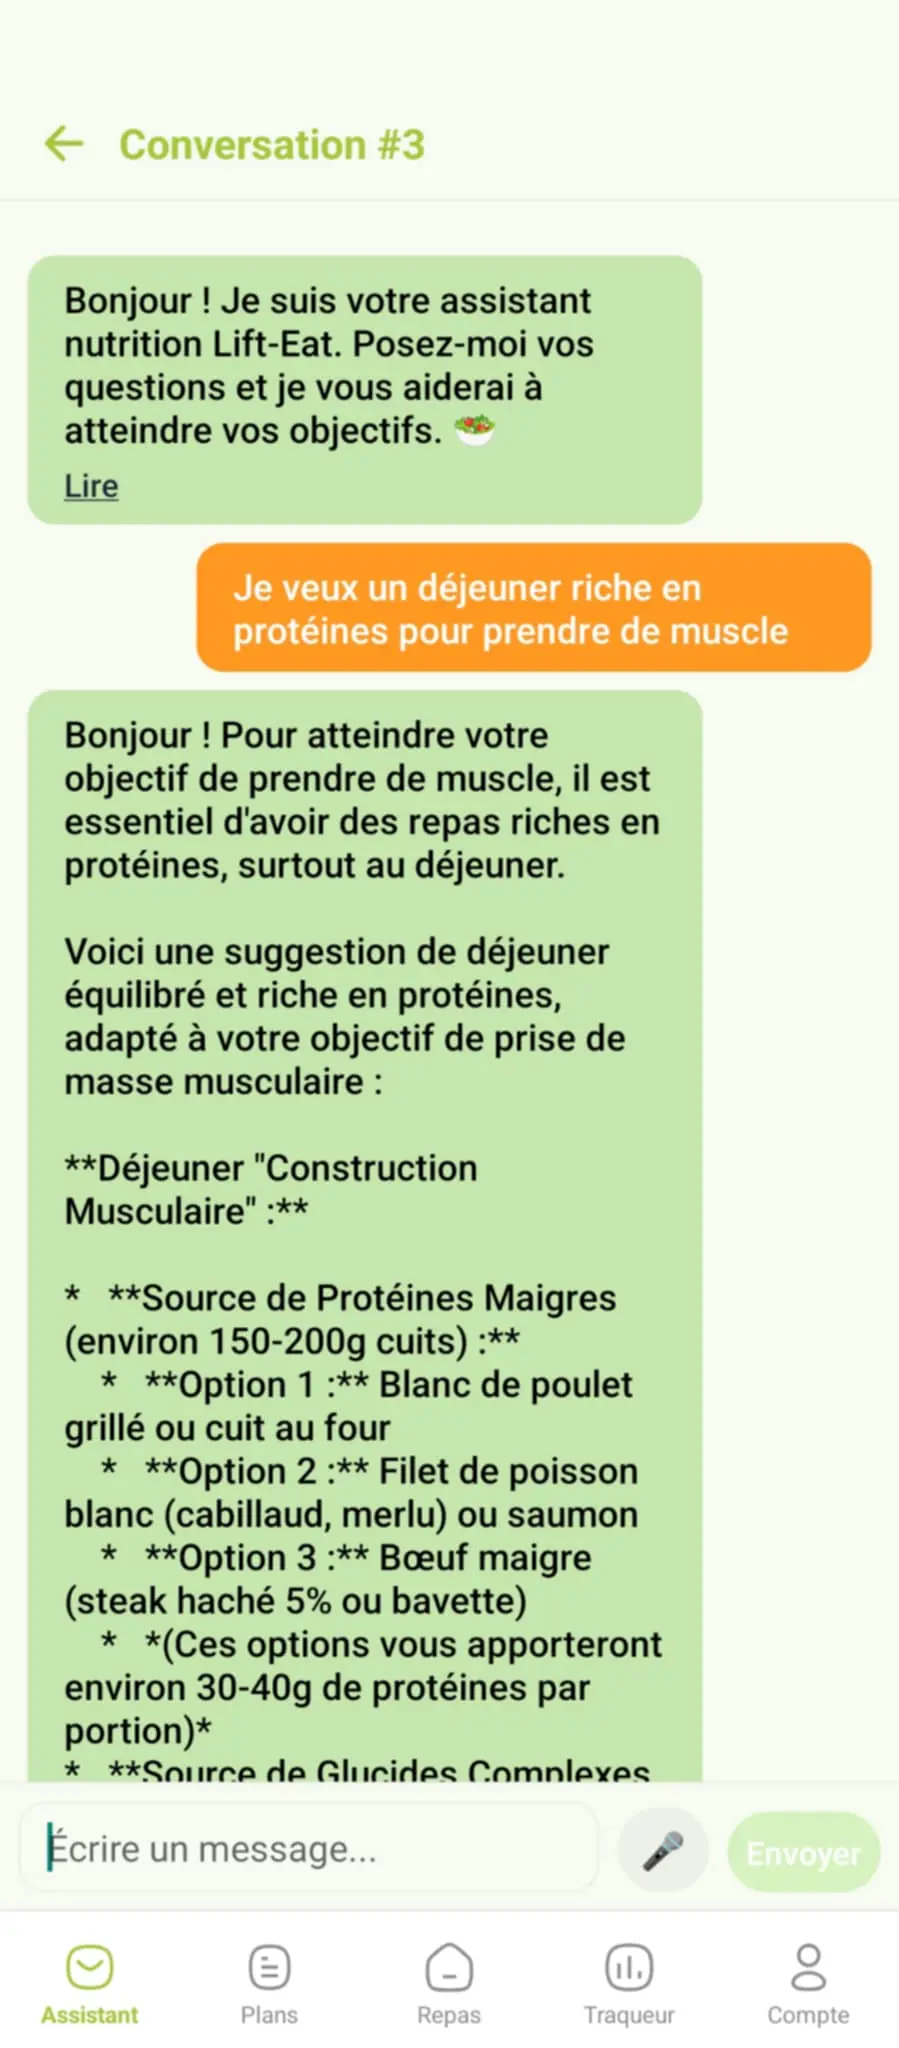 Conversation #3
Bonjour ! Je suis votre assistant
nutrition Lift-Eat. Posez-moi vos
questions et je vous aiderai à
atteindre vos objectifs. 🥗
Lire
Je veux un déjeuner riche en
protéines pour prendre de muscle
Bonjour ! Pour atteindre votre
objectif de prendre de muscle, il est
essentiel d'avoir des repas riches en
protéines, surtout au déjeuner.
Voici une suggestion de déjeuner
équilibré et riche en protéines,
adapté à votre objectif de prise de
masse musculaire :
**Déjeuner "Construction
Musculaire" :**
* **Source de Protéines Maigres
(environ 150-200g cuits) :**
* **Option 1 :** Blanc de poulet
grillé ou cuit au four
* **Option 2 :** Filet de poisson
blanc (cabillaud, merlu) ou saumon
* **Option 3 :** Bœuf maigre
(steak haché 5% ou bavette)
* *(Ces options vous apporteront
environ 30-40g de protéines par
portion)*
* **Source de Glucides Complexes
Écrire un message...
Envoyer
Assistant
Plans
Repas
Traqueur
Compte